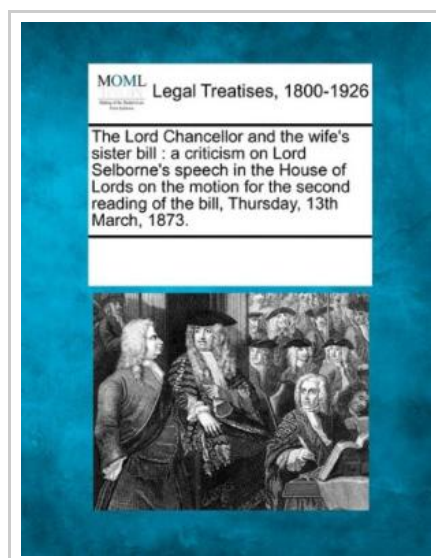 MOML
Legal Treatises, 1800-1926
The Lord Chancellor and the wife's
sister bill : a criticism on Lord
Selborne's speech in the House of
Lords on the motion for the second
reading of the bill, Thursday, 13th
March, 1873.